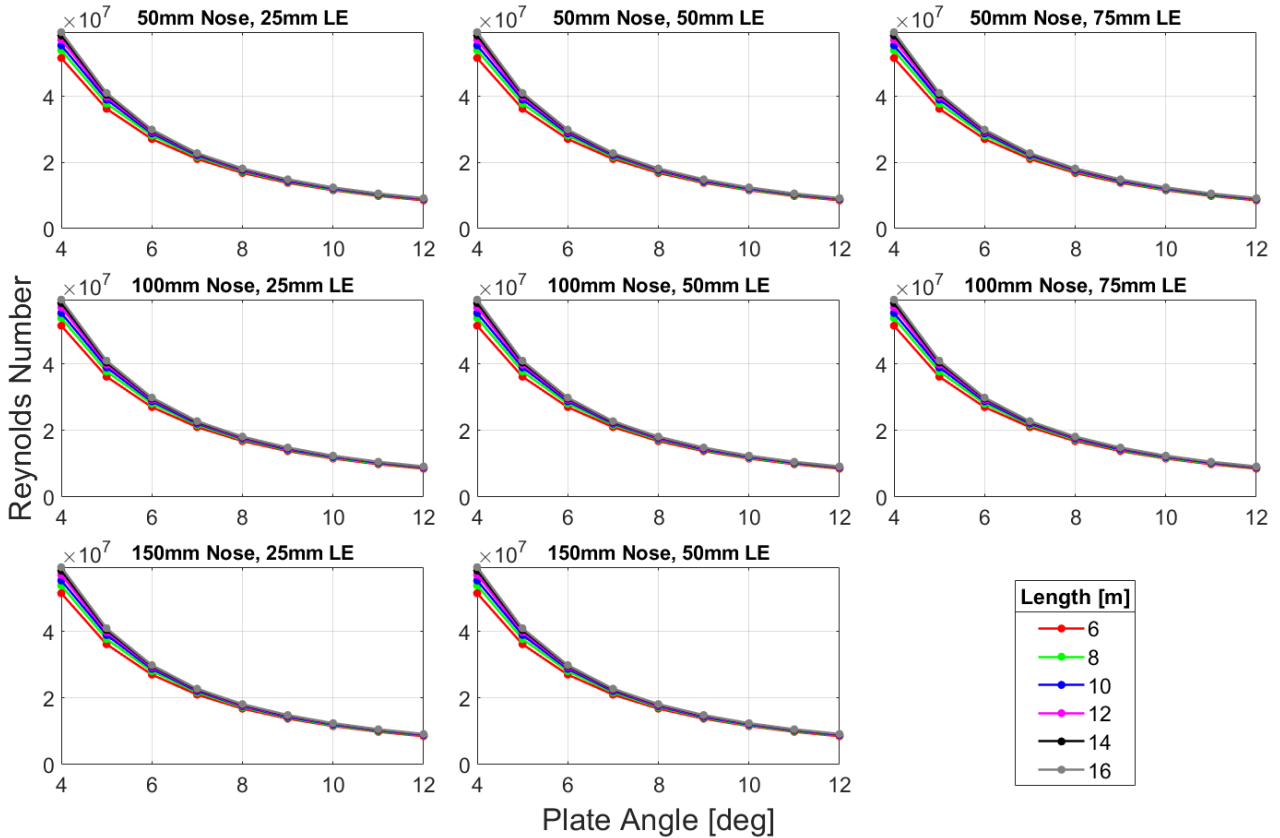 50mm Nose, 25mm LE
×10^7
4
2
0
4 6 8 10 12
50mm Nose, 50mm LE
×10^7
4
2
0
4 6 8 10 12
50mm Nose, 75mm LE
×10^7
4
2
0
4 6 8 10 12
Reynolds Number
100mm Nose, 25mm LE
×10^7
4
2
0
4 6 8 10 12
100mm Nose, 50mm LE
×10^7
4
2
0
4 6 8 10 12
100mm Nose, 75mm LE
×10^7
4
2
0
4 6 8 10 12
150mm Nose, 25mm LE
×10^7
4
2
0
4 6 8 10 12
150mm Nose, 50mm LE
×10^7
4
2
0
4 6 8 10 12
Length [m]
6
8
10
12
14
16
Plate Angle [deg]